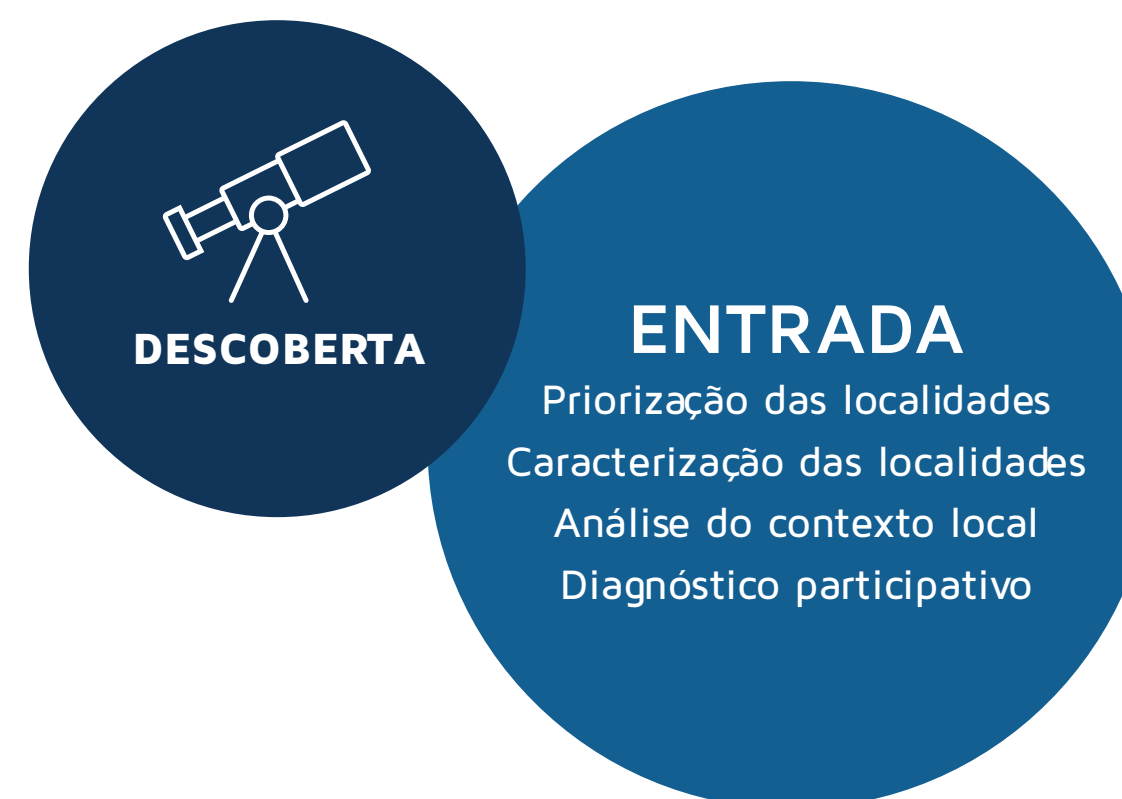 DESCOBERTA
ENTRADA
Priorização das localidades
Caracterização das localidades
Análise do contexto local
Diagnóstico participativo